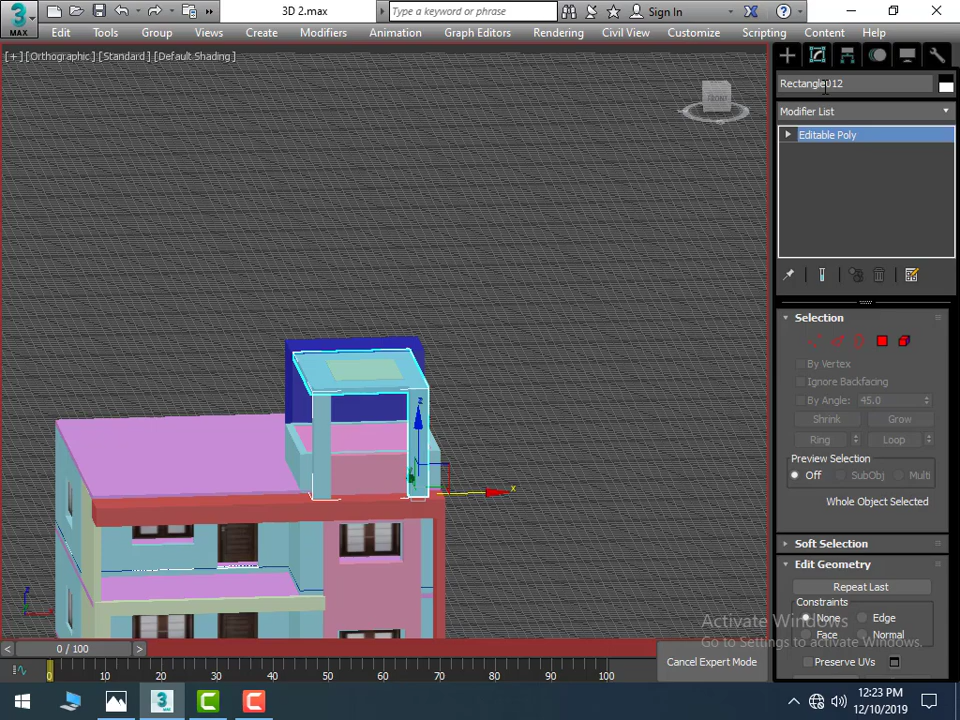 3
MAX
3D 2.max
Type a keyword or phrase
Sign In
Edit Tools Group Views Create Modifiers Animation Graph Editors Rendering Civil View Customize Scripting Content Help
[+] [Orthographic] [Standard] [Default Shading]
FRONT
Rectangle012
Modifier List
Editable Poly
Selection
By Vertex
Ignore Backfacing
By Angle: 45.0
Shrink Grow
Ring Loop
Preview Selection
Off SubObj Multi
Whole Object Selected
Soft Selection
Edit Geometry
Repeat Last
Constraints
None Edge
Face Normal
Preserve UVs
z
x
z
Activate Windows
Go to Settings to activate Windows.
< 0 / 100 >
0 10 20 30 40 50 60 70 80 90 100
Cancel Expert Mode
3
MAX
C
C
12:23 PM
12/10/2019